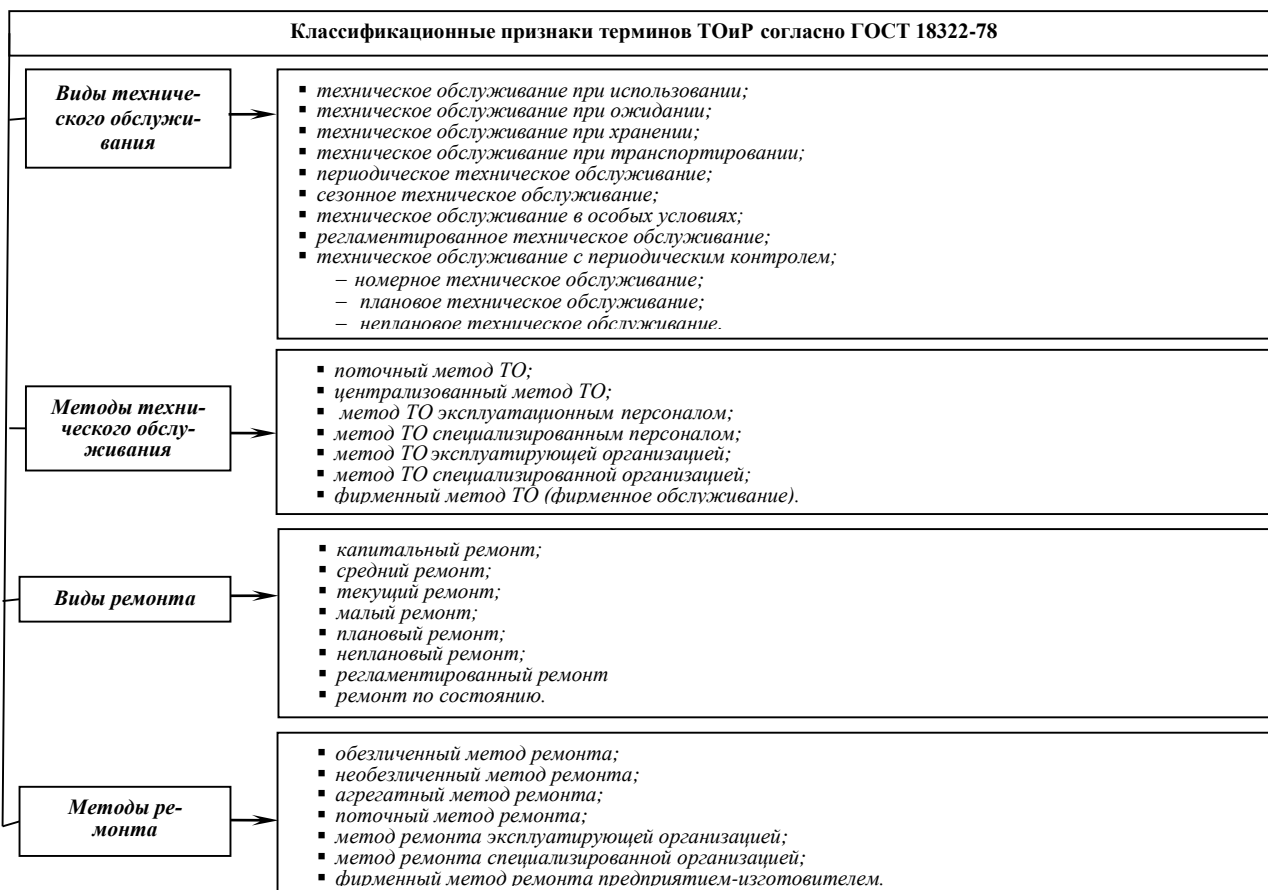 Классификационные признаки терминов ТОиР согласно ГОСТ 18322-78
Виды техниче-
ского обслужи-
вания
▪ техническое обслуживание при использовании;
▪ техническое обслуживание при ожидании;
▪ техническое обслуживание при хранении;
▪ техническое обслуживание при транспортировании;
▪ периодическое техническое обслуживание;
▪ сезонное техническое обслуживание;
▪ техническое обслуживание в особых условиях;
▪ регламентированное техническое обслуживание;
▪ техническое обслуживание с периодическим контролем;
– номерное техническое обслуживание;
– плановое техническое обслуживание;
– неплановое техническое обслуживание.
Методы техни-
ческого обслу-
живания
▪ поточный метод ТО;
▪ централизованный метод ТО;
▪ метод ТО эксплуатационным персоналом;
▪ метод ТО специализированным персоналом;
▪ метод ТО эксплуатирующей организацией;
▪ метод ТО специализированной организацией;
▪ фирменный метод ТО (фирменное обслуживание).
Виды ремонта
▪ капитальный ремонт;
▪ средний ремонт;
▪ текущий ремонт;
▪ малый ремонт;
▪ плановый ремонт;
▪ неплановый ремонт;
▪ регламентированный ремонт
▪ ремонт по состоянию.
Методы ре-
монта
▪ обезличенный метод ремонта;
▪ необезличенный метод ремонта;
▪ агрегатный метод ремонта;
▪ поточный метод ремонта;
▪ метод ремонта эксплуатирующей организацией;
▪ метод ремонта специализированной организацией;
▪ фирменный метод ремонта предприятием-изготовителем.